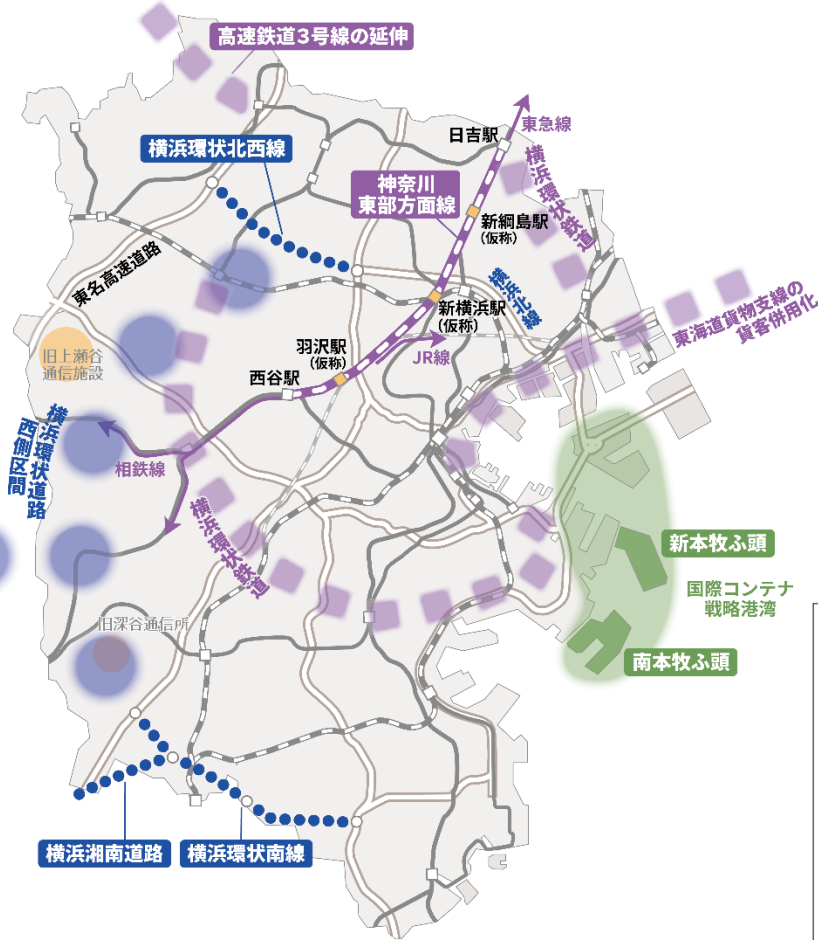 高速鉄道３号線の延伸
東急線
日吉駅
横浜環状北西線
横浜環状鉄道
神奈川
東部方面線
新綱島駅
(仮称)
東名高速道路
横浜北線
新横浜駅
(仮称)
東海道貨物支線の
貨客併用化
羽沢駅
(仮称)
JR線
旧上瀬谷
通信施設
西谷駅
横浜環状道路
西側区間
相鉄線
横浜環状鉄道
新本牧ふ頭
国際コンテナ
戦略港湾
旧深谷通信所
南本牧ふ頭
横浜湘南道路
横浜環状南線